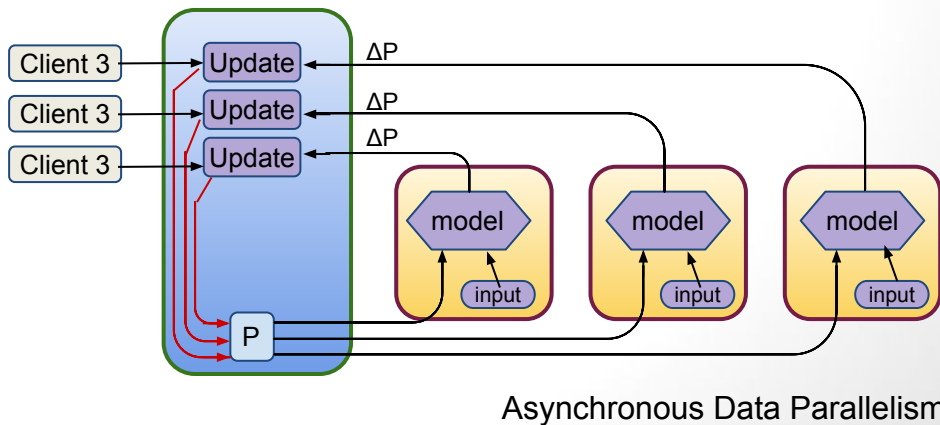 Client 3
Update
ΔP
Client 3
Update
ΔP
Client 3
Update
ΔP
model
model
model
input
input
input
P
Asynchronous Data Parallelism